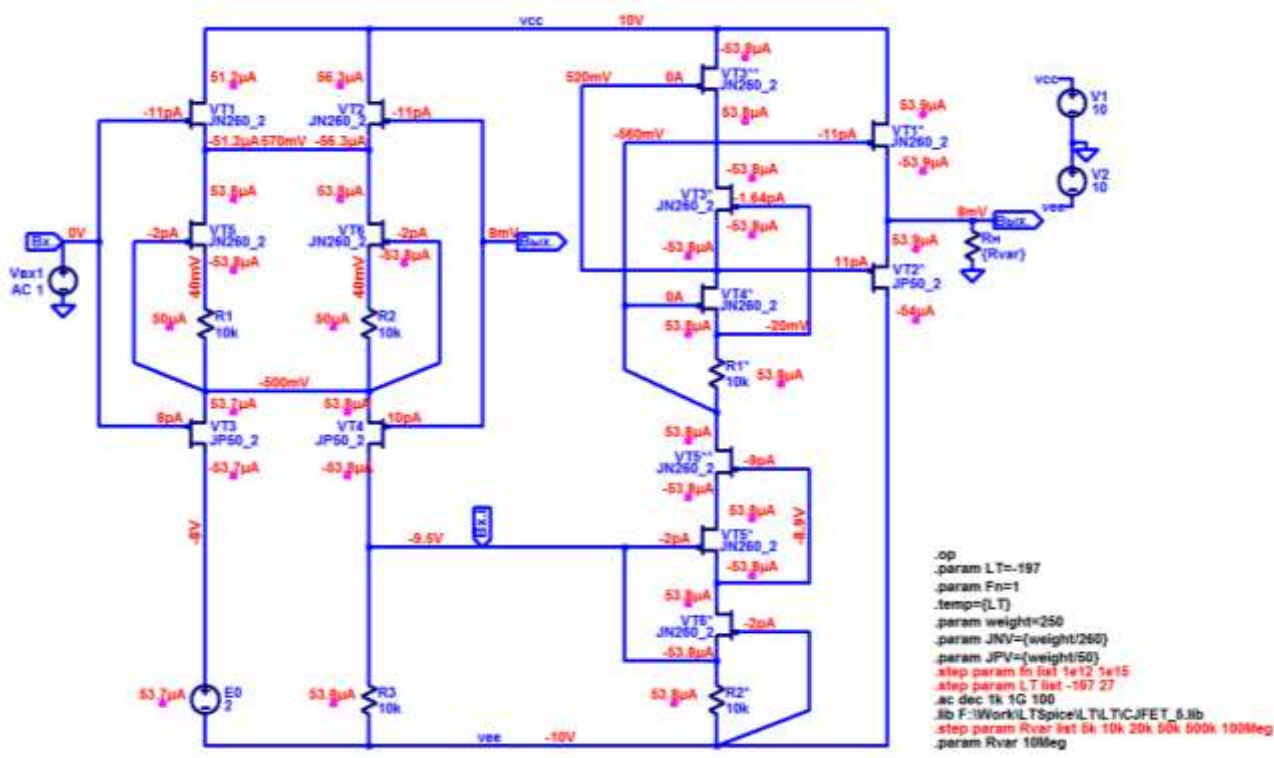 vcc 10V
51.2µA
56.3µA
-53.8µA
-11pA
VT1
JN260_2
VT2
JN260_2
-11pA
520mV
0A
VT3**
JN260_2
53.8µA
vcc
V1
10
-51.2µA
570mV
-56.3µA
-560mV
-11pA
53.9µA
VT1*
JN260_2
-53.9µA
V2
10
vee
53.8µA
53.8µA
-53.8µA
VT3*
JN260_2
-1.64pA
-53.8µA
Вх
0V
-2pA
VT5
JN260_2
VT6
JN260_2
-2pA
8mV
Вых
-53.8µA
-53.8µA
8mV
Вых
Rн
{Rvar}
Vвх1
AC 1
40mV
40mV
-53.8µA
53.9µA
11pA
VT2*
JP50_2
-54µA
50µA
R1
10k
50µA
R2
10k
0A
VT4*
JN260_2
53.8µA
-20mV
R1*
10k
53.8µA
-500mV
53.7µA
53.8µA
8pA
VT3
JP50_2
VT4
JP50_2
10pA
-53.7µA
-53.8µA
53.8µA
VT5**
JN260_2
-9pA
-53.8µA
-8V
Вх.i
-9.5V
53.8µA
-2pA
VT5*
JN260_2
-53.8µA
-8.9V
53.8µA
VT6*
JN260_2
-2pA
-53.8µA
53.7µA
E0
2
53.8µA
R3
10k
53.8µA
R2*
10k
vee -10V
.op
.param LT=-197
.param Fn=1
.temp={LT}
.param weight=250
.param JNV={weight/260}
.param JPV={weight/50}
.step param fn list 1e12 1e15
.step param LT list -197 27
.ac dec 1k 1G 100
.lib F:\Work\LTSpice\LT\LT\CJFET_5.lib
.step param Rvar list 5k 10k 20k 50k 500k 100Meg
.param Rvar 10Meg